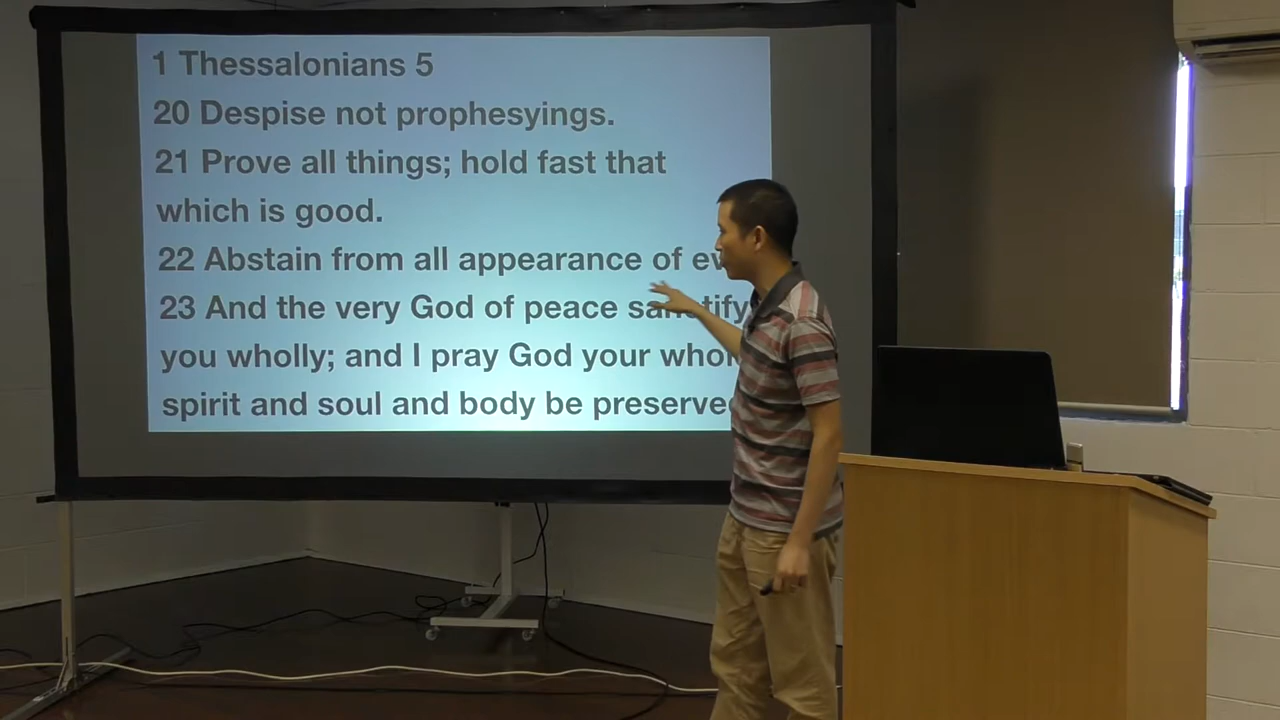 1 Thessalonians 5
20 Despise not prophesyings.
21 Prove all things; hold fast that
which is good.
22 Abstain from all appearance of
23 And the very God of peace sanctify
you wholly; and I pray God your
spirit and soul and body be